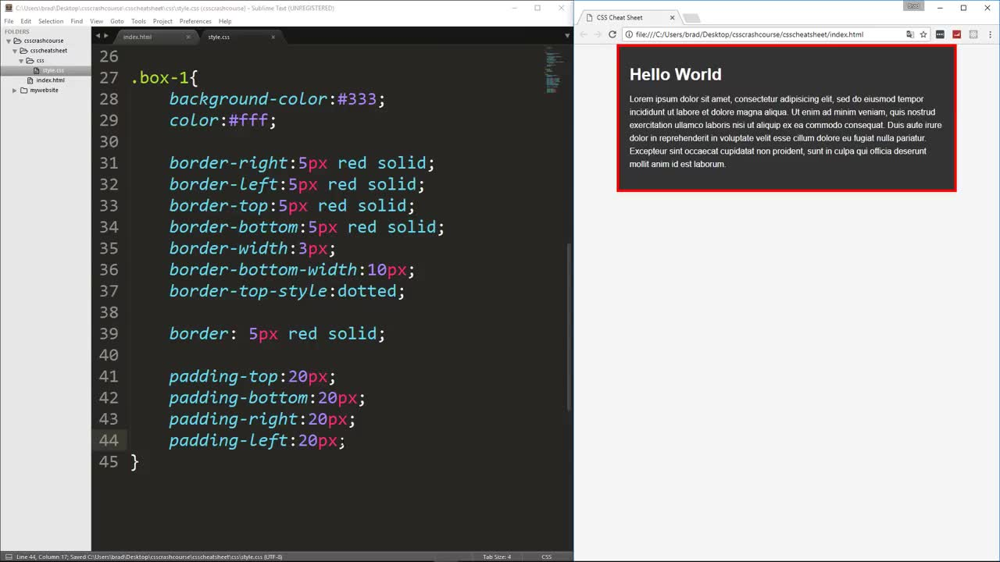 C:\Users\brad\Desktop\csscrashcourse\csscheatsheet\css\style.css (csscrashcourse) - Sublime Text (UNREGISTERED)
File Edit Selection Find View Goto Tools Project Preferences Help
FOLDERS
csscrashcourse
csscheatsheet
css
style.css
index.html
mywebsite
index.html
style.css
26
27 .box-1{
28 background-color:#333;
29 color:#fff;
30
31 border-right:5px red solid;
32 border-left:5px red solid;
33 border-top:5px red solid;
34 border-bottom:5px red solid;
35 border-width:3px;
36 border-bottom-width:10px;
37 border-top-style:dotted;
38
39 border: 5px red solid;
40
41 padding-top:20px;
42 padding-bottom:20px;
43 padding-right:20px;
44 padding-left:20px;
45 }
Line 44, Column 17; Saved C:\Users\brad\Desktop\csscrashcourse\csscheatsheet\css\style.css (UTF-8)
Tab Size: 4
CSS
Brad
CSS Cheat Sheet
file:///C:/Users/brad/Desktop/csscrashcourse/csscheatsheet/index.html
Hello World
Lorem ipsum dolor sit amet, consectetur adipisicing elit, sed do eiusmod tempor
incididunt ut labore et dolore magna aliqua. Ut enim ad minim veniam, quis nostrud
exercitation ullamco laboris nisi ut aliquip ex ea commodo consequat. Duis aute irure
dolor in reprehenderit in voluptate velit esse cillum dolore eu fugiat nulla pariatur.
Excepteur sint occaecat cupidatat non proident, sunt in culpa qui officia deserunt
mollit anim id est laborum.